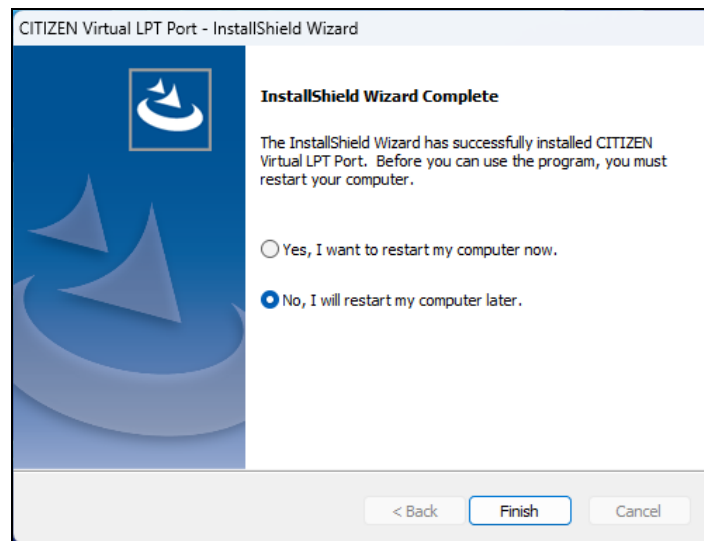 CITIZEN Virtual LPT Port - InstallShield Wizard
InstallShield Wizard Complete
The InstallShield Wizard has successfully installed CITIZEN
Virtual LPT Port.  Before you can use the program, you must
restart your computer.
Yes, I want to restart my computer now.
No, I will restart my computer later.
< Back
Finish
Cancel